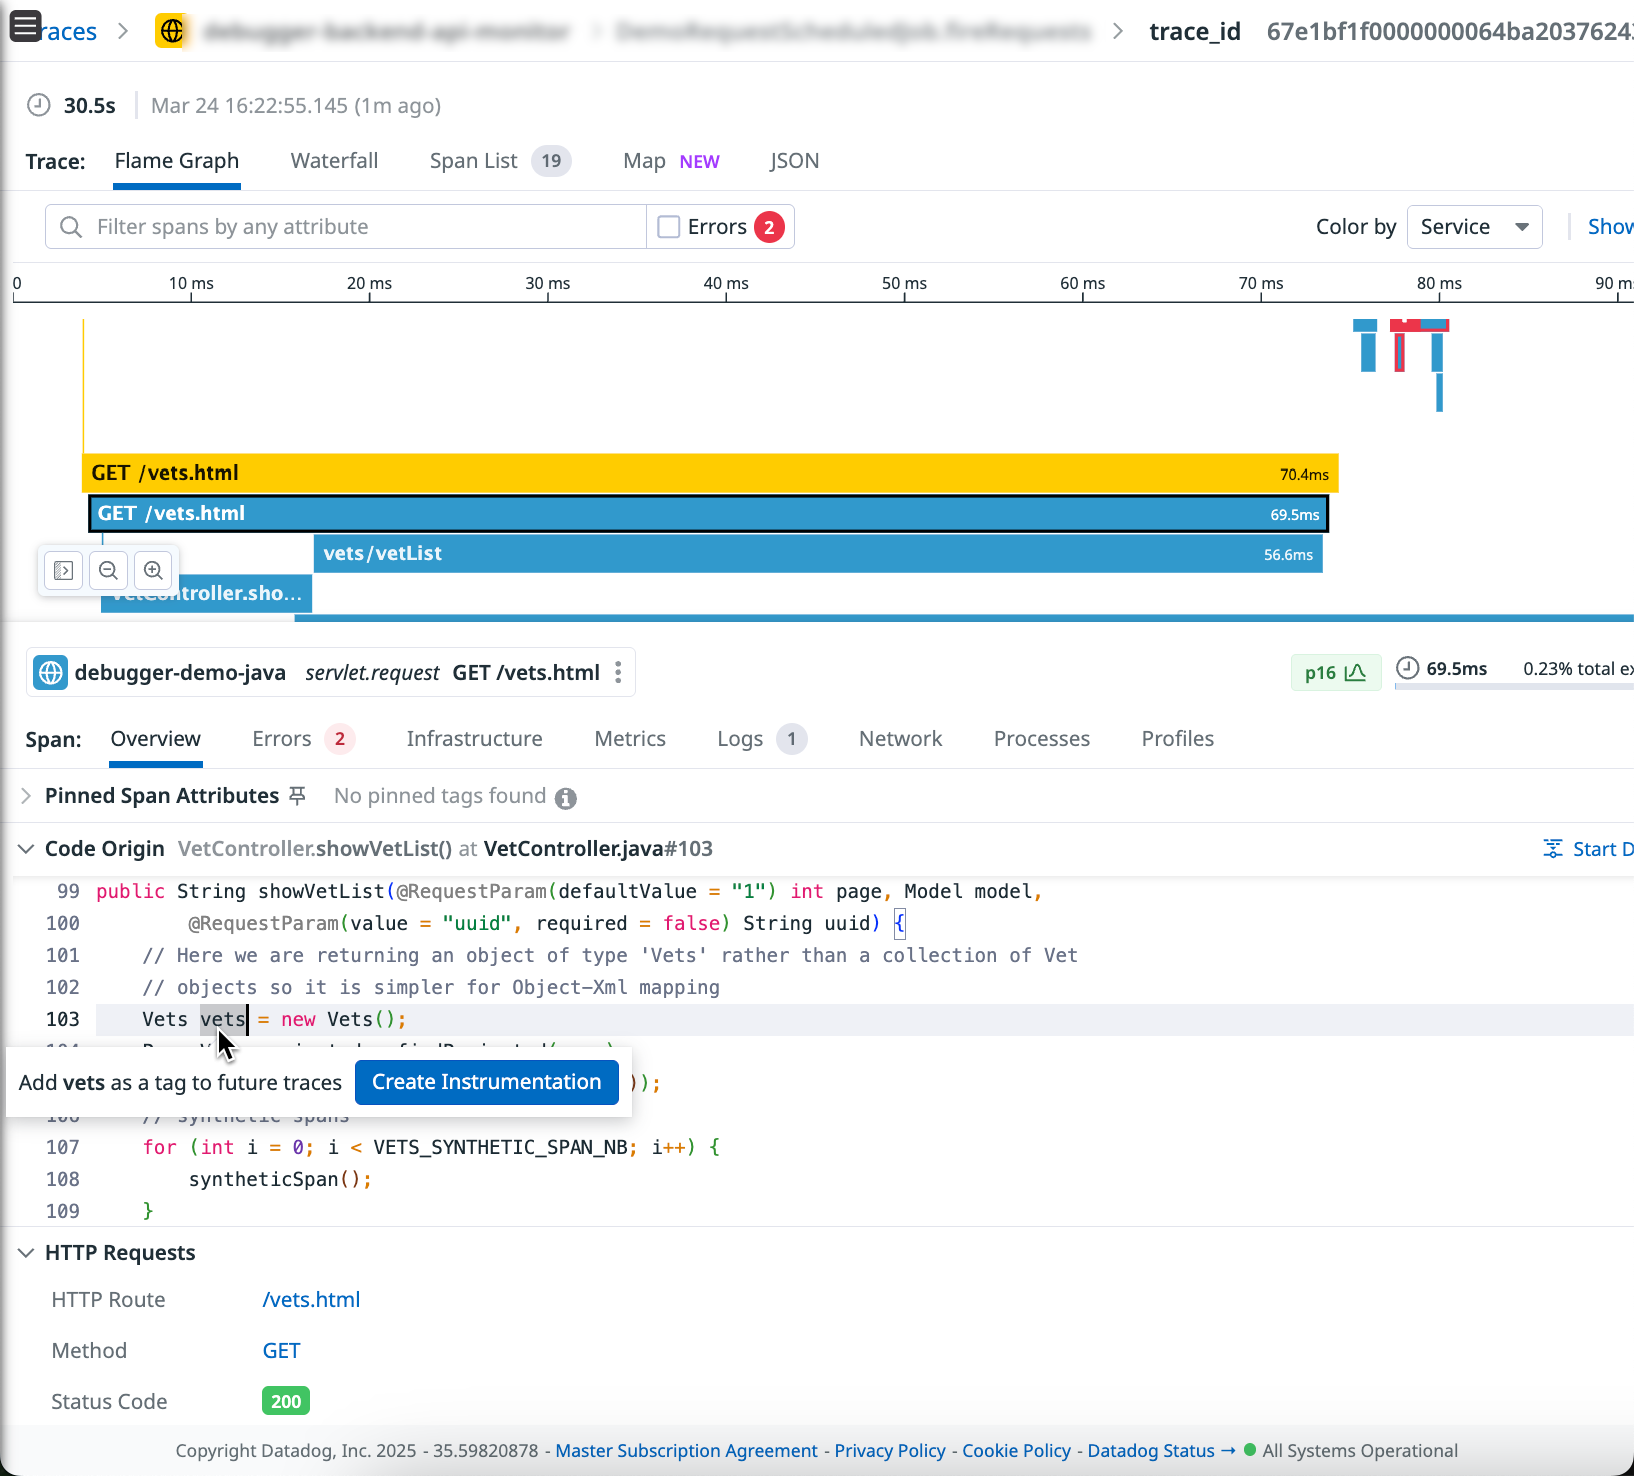 races > trace_id 67e1bf1f0000000064ba20376243
30.5s Mar 24 16:22:55.145 (1m ago)
Trace: Flame Graph Waterfall Span List 19 Map NEW JSON
Filter spans by any attribute Errors 2 Color by Service Show
0 10 ms 20 ms 30 ms 40 ms 50 ms 60 ms 70 ms 80 ms 90 m
GET /vets.html 70.4ms
GET /vets.html 69.5ms
vets/vetList 56.6ms
vetController.sho...
debugger-demo-java servlet.request GET /vets.html p16 69.5ms 0.23% total ex
Span: Overview Errors 2 Infrastructure Metrics Logs 1 Network Processes Profiles
Pinned Span Attributes No pinned tags found
Code Origin VetController.showVetList() at VetController.java#103 Start D
99 public String showVetList(@RequestParam(defaultValue = "1") int page, Model model,
100 @RequestParam(value = "uuid", required = false) String uuid) {
101 // Here we are returning an object of type 'Vets' rather than a collection of Vet
102 // objects so it is simpler for Object-Xml mapping
103 Vets vets = new Vets();
Add vets as a tag to future traces Create Instrumentation ));
106 // synthetic spans
107 for (int i = 0; i < VETS_SYNTHETIC_SPAN_NB; i++) {
108 syntheticSpan();
109 }
HTTP Requests
HTTP Route /vets.html
Method GET
Status Code 200
Copyright Datadog, Inc. 2025 - 35.59820878 - Master Subscription Agreement - Privacy Policy - Cookie Policy - Datadog Status → All Systems Operational